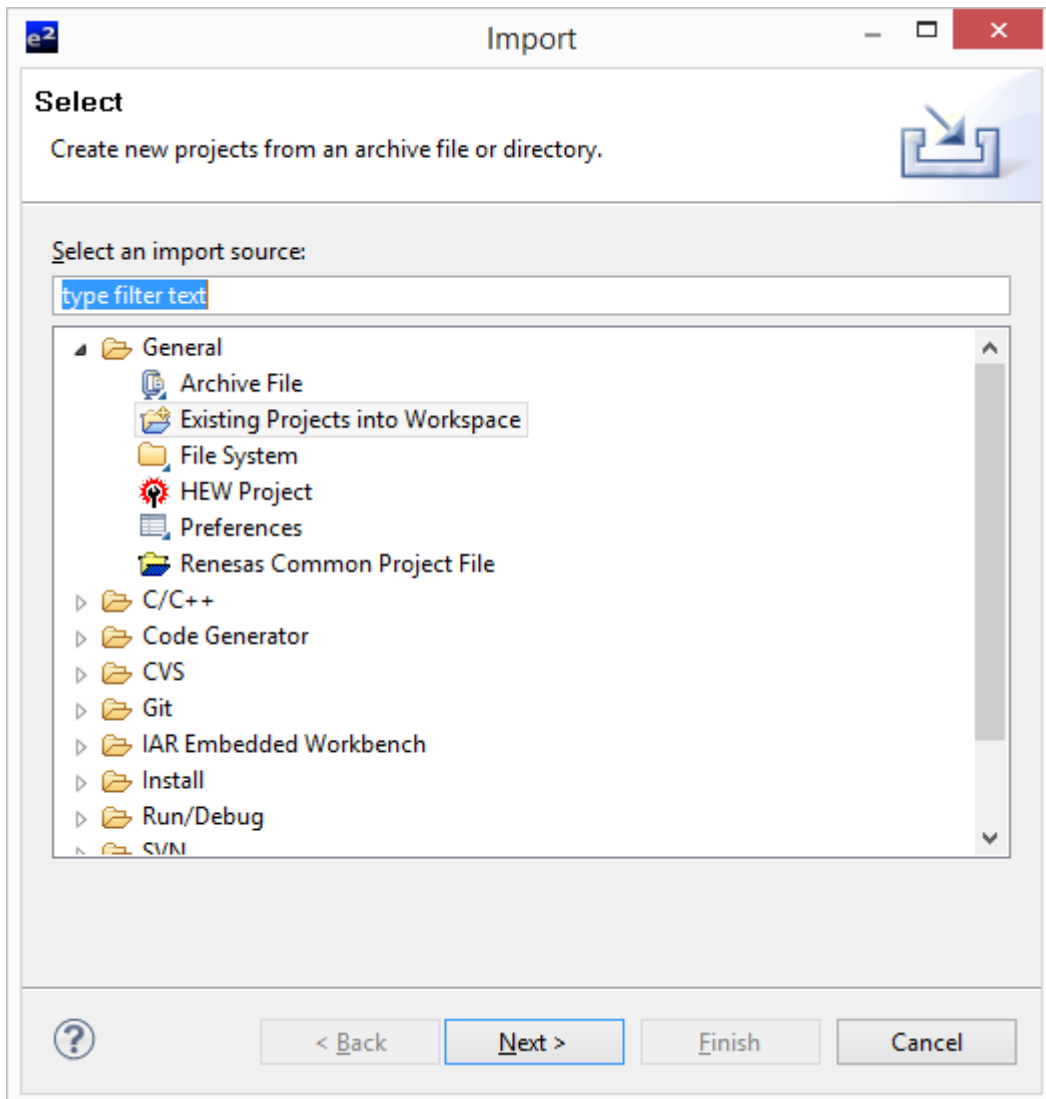 e²
Import
Select
Create new projects from an archive file or directory.
Select an import source:
type filter text
General
Archive File
Existing Projects into Workspace
File System
HEW Project
Preferences
Renesas Common Project File
C/C++
Code Generator
CVS
Git
IAR Embedded Workbench
Install
Run/Debug
SVN
?
< Back Next > Finish Cancel